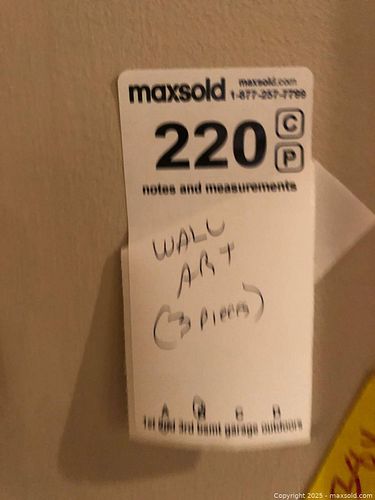 maxsold
maxsold.com
1-877-257-7799
220
C
P
notes and measurements
WALL
ART
(3 pieces)
1st 2nd 3rd bsmt garage outdoors
Copyright 2025 - maxsold.com